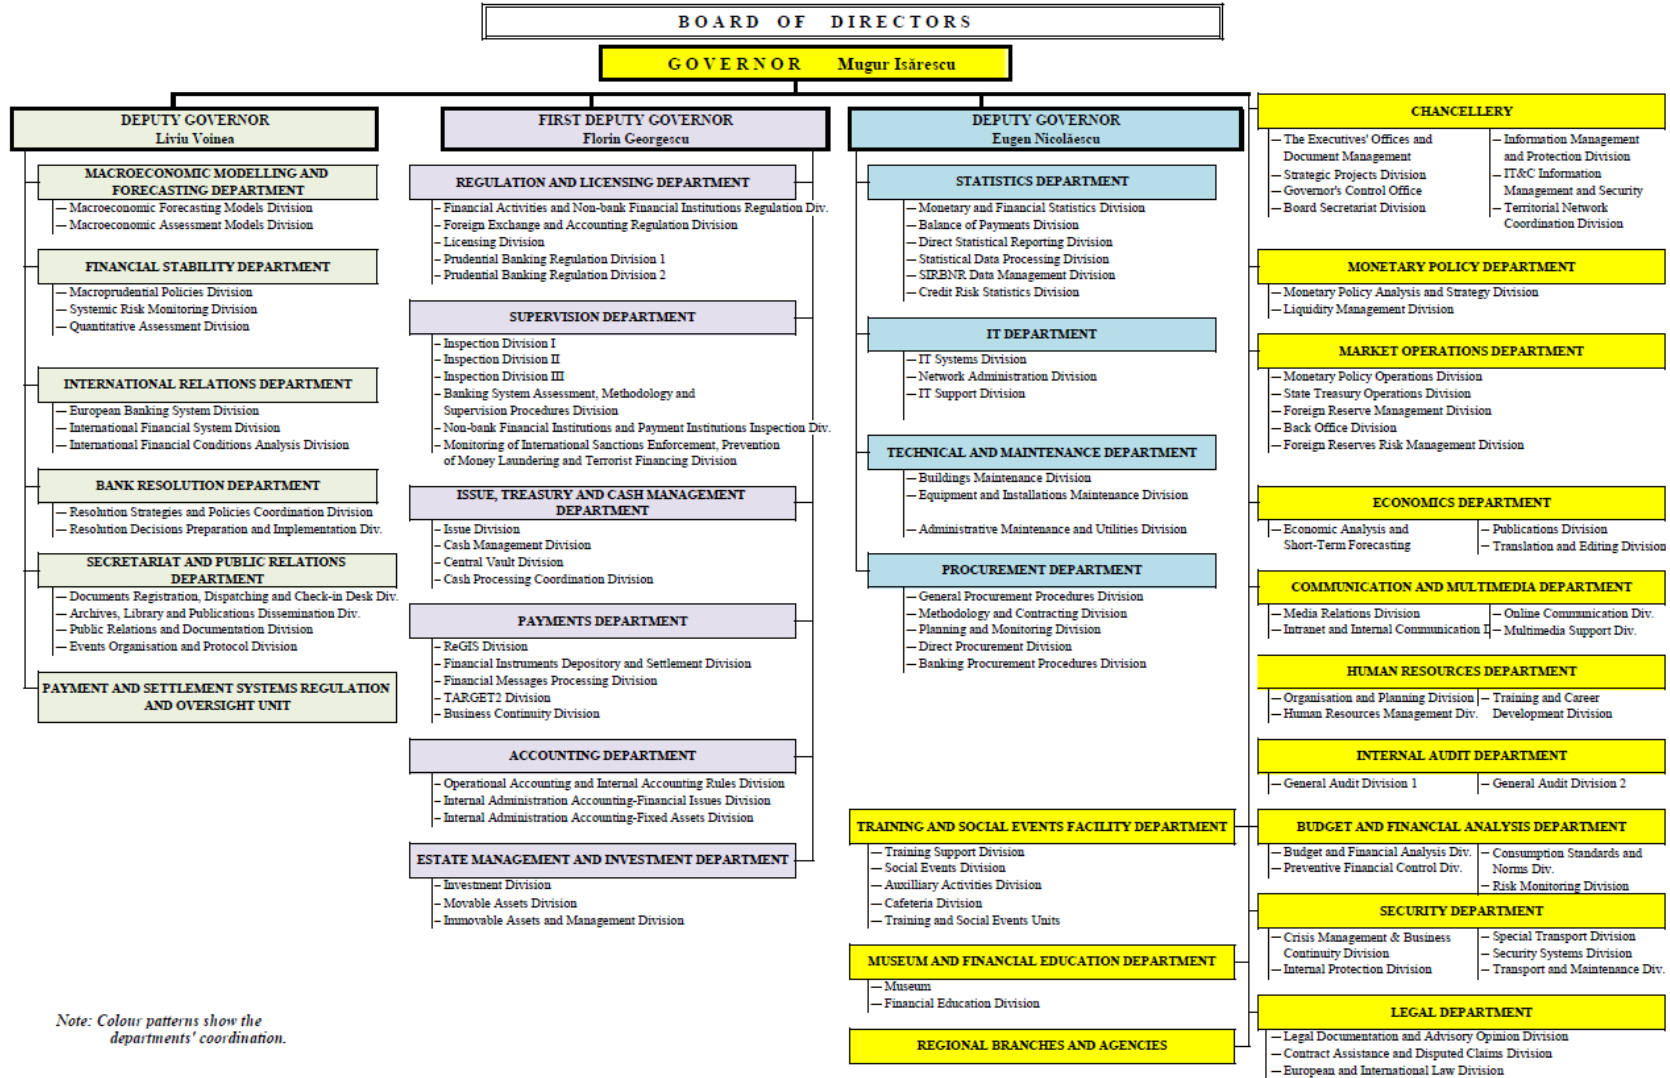 BOARD OF DIRECTORS
GOVERNOR Mugur Isărescu
DEPUTY GOVERNOR
Liviu Voinea
MACROECONOMIC MODELLING AND
FORECASTING DEPARTMENT
— Macroeconomic Forecasting Models Division
— Macroeconomic Assessment Models Division
FINANCIAL STABILITY DEPARTMENT
— Macroprudential Policies Division
— Systemic Risk Monitoring Division
— Quantitative Assessment Division
INTERNATIONAL RELATIONS DEPARTMENT
— European Banking System Division
— International Financial System Division
— International Financial Conditions Analysis Division
BANK RESOLUTION DEPARTMENT
— Resolution Strategies and Policies Coordination Division
— Resolution Decisions Preparation and Implementation Div.
SECRETARIAT AND PUBLIC RELATIONS
DEPARTMENT
— Documents Registration, Dispatching and Check-in Desk Div.
— Archives, Library and Publications Dissemination Div.
— Public Relations and Documentation Division
— Events Organisation and Protocol Division
PAYMENT AND SETTLEMENT SYSTEMS REGULATION
AND OVERSIGHT UNIT
Note: Colour patterns show the
departments' coordination.
FIRST DEPUTY GOVERNOR
Florin Georgescu
REGULATION AND LICENSING DEPARTMENT
– Financial Activities and Non-bank Financial Institutions Regulation Div.
– Foreign Exchange and Accounting Regulation Division
– Licensing Division
– Prudential Banking Regulation Division 1
– Prudential Banking Regulation Division 2
SUPERVISION DEPARTMENT
– Inspection Division I
– Inspection Division II
– Inspection Division III
– Banking System Assessment, Methodology and
Supervision Procedures Division
– Non-bank Financial Institutions and Payment Institutions Inspection Div.
– Monitoring of International Sanctions Enforcement, Prevention
of Money Laundering and Terrorist Financing Division
ISSUE, TREASURY AND CASH MANAGEMENT
DEPARTMENT
– Issue Division
– Cash Management Division
– Central Vault Division
– Cash Processing Coordination Division
PAYMENTS DEPARTMENT
– ReGIS Division
– Financial Instruments Depository and Settlement Division
– Financial Messages Processing Division
– TARGET2 Division
– Business Continuity Division
ACCOUNTING DEPARTMENT
– Operational Accounting and Internal Accounting Rules Division
– Internal Administration Accounting-Financial Issues Division
– Internal Administration Accounting-Fixed Assets Division
ESTATE MANAGEMENT AND INVESTMENT DEPARTMENT
– Investment Division
– Movable Assets Division
– Immovable Assets and Management Division
DEPUTY GOVERNOR
Eugen Nicolăescu
STATISTICS DEPARTMENT
— Monetary and Financial Statistics Division
— Balance of Payments Division
— Direct Statistical Reporting Division
— Statistical Data Processing Division
— SIRBNR Data Management Division
— Credit Risk Statistics Division
IT DEPARTMENT
— IT Systems Division
— Network Administration Division
— IT Support Division
TECHNICAL AND MAINTENANCE DEPARTMENT
— Buildings Maintenance Division
— Equipment and Installations Maintenance Division
— Administrative Maintenance and Utilities Division
PROCUREMENT DEPARTMENT
— General Procurement Procedures Division
— Methodology and Contracting Division
— Planning and Monitoring Division
— Direct Procurement Division
— Banking Procurement Procedures Division
TRAINING AND SOCIAL EVENTS FACILITY DEPARTMENT
— Training Support Division
— Social Events Division
— Auxilliary Activities Division
— Cafeteria Division
— Training and Social Events Units
MUSEUM AND FINANCIAL EDUCATION DEPARTMENT
— Museum
— Financial Education Division
REGIONAL BRANCHES AND AGENCIES
CHANCELLERY
— The Executives' Offices and
Document Management
— Strategic Projects Division
— Governor's Control Office
— Board Secretariat Division
— Information Management
and Protection Division
— IT&C Information
Management and Security
— Territorial Network
Coordination Division
MONETARY POLICY DEPARTMENT
— Monetary Policy Analysis and Strategy Division
— Liquidity Management Division
MARKET OPERATIONS DEPARTMENT
— Monetary Policy Operations Division
— State Treasury Operations Division
— Foreign Reserve Management Division
— Back Office Division
— Foreign Reserves Risk Management Division
ECONOMICS DEPARTMENT
— Economic Analysis and
Short-Term Forecasting
— Publications Division
— Translation and Editing Division
COMMUNICATION AND MULTIMEDIA DEPARTMENT
— Media Relations Division
— Intranet and Internal Communication
— Online Communication Div.
— Multimedia Support Div.
HUMAN RESOURCES DEPARTMENT
— Organisation and Planning Division
— Human Resources Management Div.
— Training and Career
Development Division
INTERNAL AUDIT DEPARTMENT
— General Audit Division 1
— General Audit Division 2
BUDGET AND FINANCIAL ANALYSIS DEPARTMENT
— Budget and Financial Analysis Div.
— Preventive Financial Control Div.
— Consumption Standards and
Norms Div.
— Risk Monitoring Division
SECURITY DEPARTMENT
— Crisis Management & Business
Continuity Division
— Internal Protection Division
— Special Transport Division
— Security Systems Division
— Transport and Maintenance Div.
LEGAL DEPARTMENT
— Legal Documentation and Advisory Opinion Division
— Contract Assistance and Disputed Claims Division
— European and International Law Division